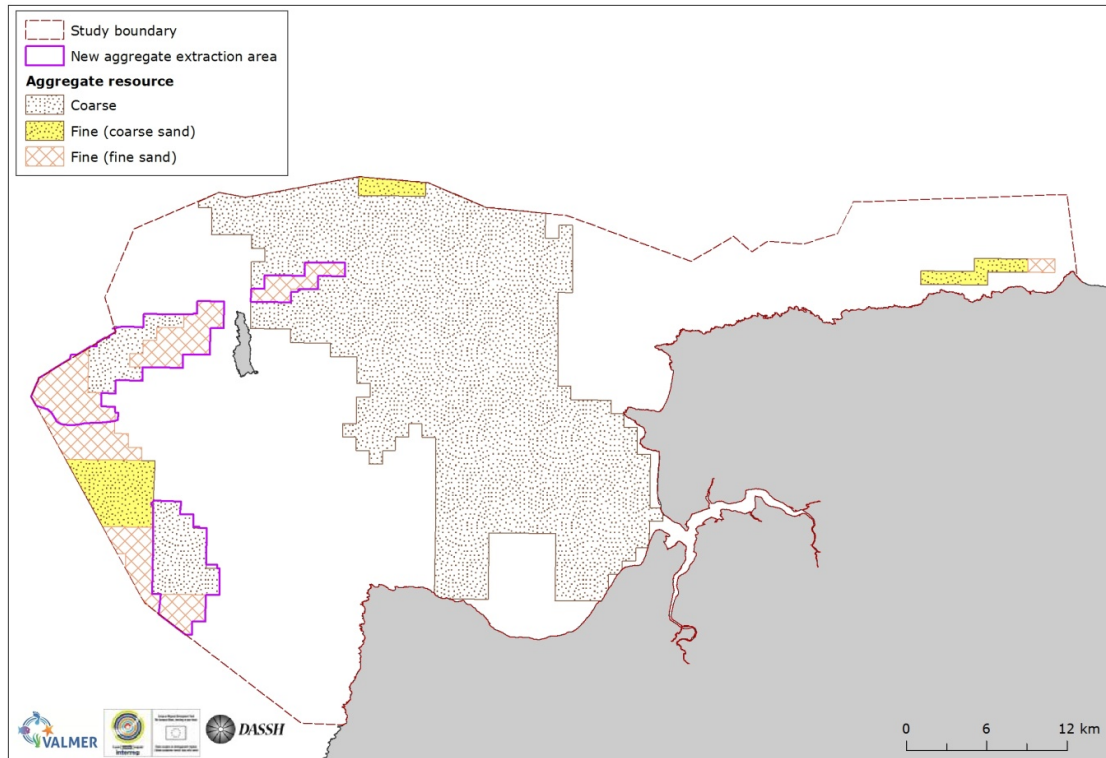 Study boundary
New aggregate extraction area
Aggregate resource
Coarse
Fine (coarse sand)
Fine (fine sand)
VALMER
interreg
DASSH
0 6 12 km